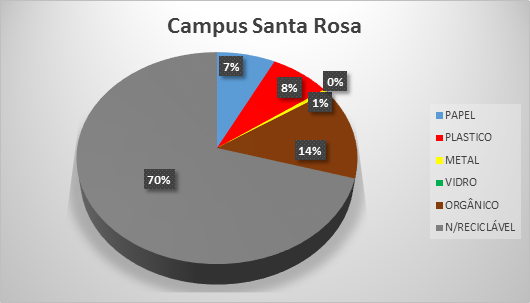 Campus Santa Rosa
7%
8%
0%
1%
14%
70%
PAPEL
PLASTICO
METAL
VIDRO
ORGÂNICO
N/RECICLÁVEL